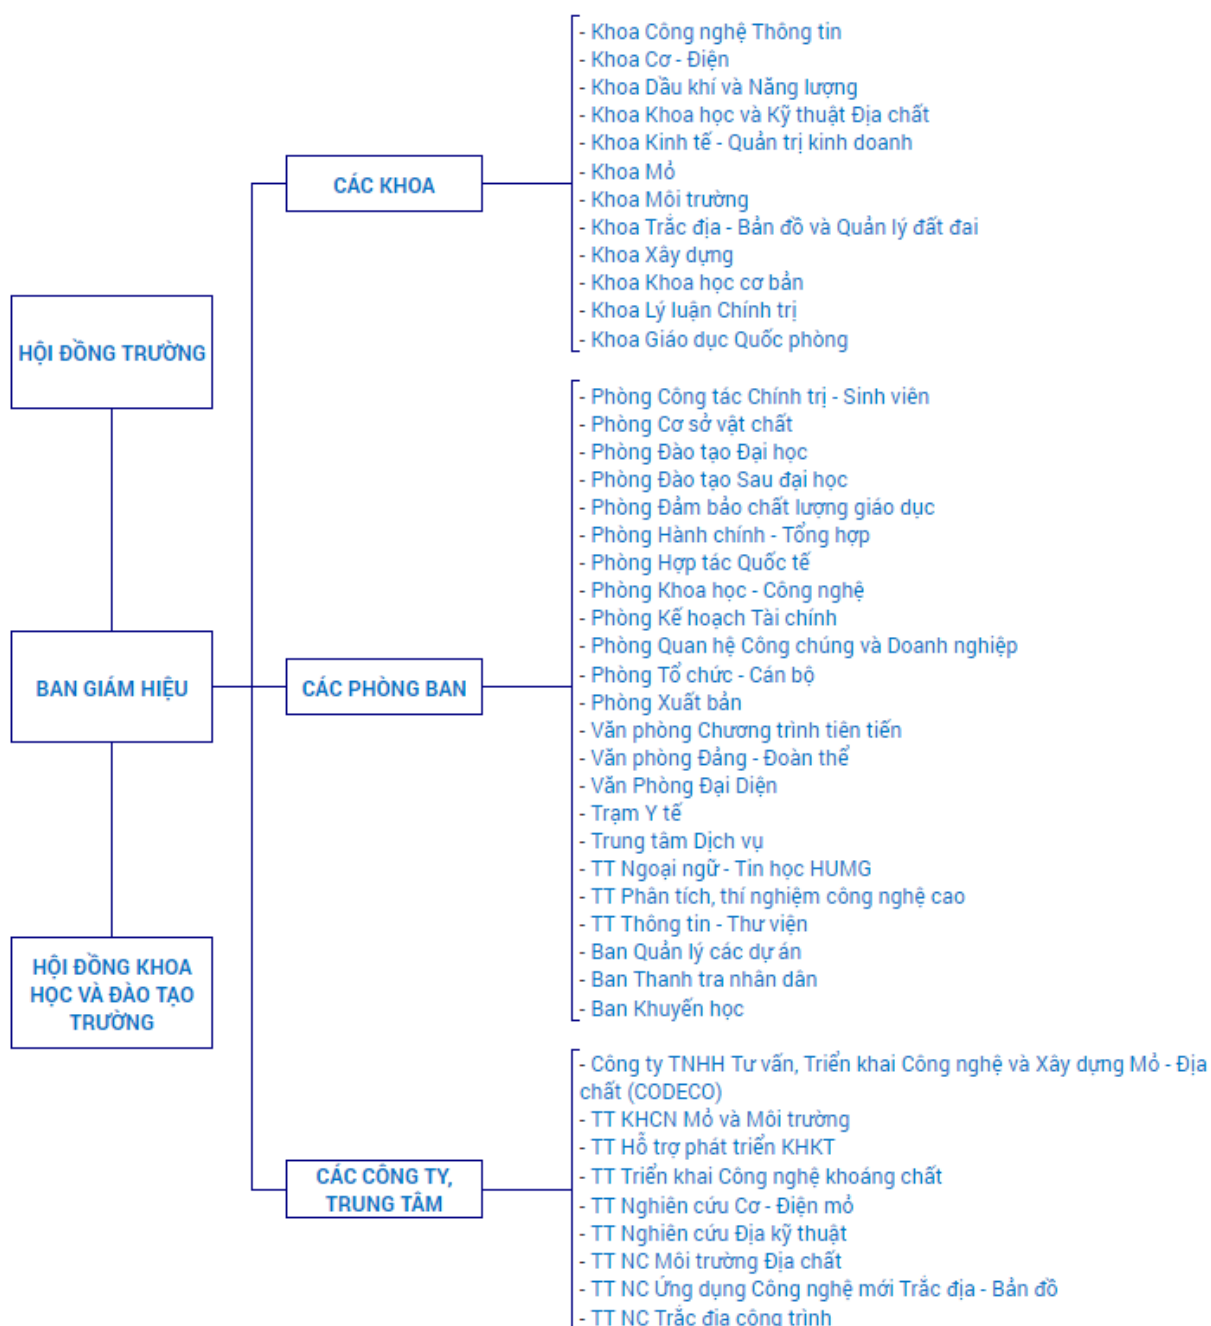 HỘI ĐỒNG TRƯỜNG
BAN GIÁM HIỆU
HỘI ĐỒNG KHOA
HỌC VÀ ĐÀO TẠO
TRƯỜNG
CÁC KHOA
- Khoa Công nghệ Thông tin
- Khoa Cơ - Điện
- Khoa Dầu khí và Năng lượng
- Khoa Khoa học và Kỹ thuật Địa chất
- Khoa Kinh tế - Quản trị kinh doanh
- Khoa Mỏ
- Khoa Môi trường
- Khoa Trắc địa - Bản đồ và Quản lý đất đai
- Khoa Xây dựng
- Khoa Khoa học cơ bản
- Khoa Lý luận Chính trị
- Khoa Giáo dục Quốc phòng
CÁC PHÒNG BAN
- Phòng Công tác Chính trị - Sinh viên
- Phòng Cơ sở vật chất
- Phòng Đào tạo Đại học
- Phòng Đào tạo Sau đại học
- Phòng Đảm bảo chất lượng giáo dục
- Phòng Hành chính - Tổng hợp
- Phòng Hợp tác Quốc tế
- Phòng Khoa học - Công nghệ
- Phòng Kế hoạch Tài chính
- Phòng Quan hệ Công chúng và Doanh nghiệp
- Phòng Tổ chức - Cán bộ
- Phòng Xuất bản
- Văn phòng Chương trình tiên tiến
- Văn phòng Đảng - Đoàn thể
- Văn Phòng Đại Diện
- Trạm Y tế
- Trung tâm Dịch vụ
- TT Ngoại ngữ - Tin học HUMG
- TT Phân tích, thí nghiệm công nghệ cao
- TT Thông tin - Thư viện
- Ban Quản lý các dự án
- Ban Thanh tra nhân dân
- Ban Khuyến học
CÁC CÔNG TY,
TRUNG TÂM
- Công ty TNHH Tư vấn, Triển khai Công nghệ và Xây dựng Mỏ - Địa
chất (CODECO)
- TT KHCN Mỏ và Môi trường
- TT Hỗ trợ phát triển KHKT
- TT Triển khai Công nghệ khoáng chất
- TT Nghiên cứu Cơ - Điện mỏ
- TT Nghiên cứu Địa kỹ thuật
- TT NC Môi trường Địa chất
- TT NC Ứng dụng Công nghệ mới Trắc địa - Bản đồ
- TT NC Trắc địa công trình